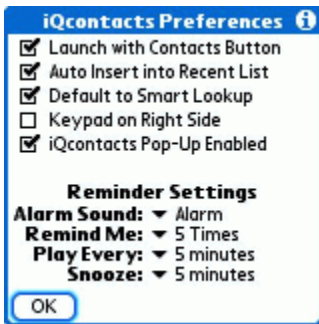 iQcontacts Preferences i
Launch with Contacts Button
Auto Insert into Recent List
Default to Smart Lookup
Keypad on Right Side
iQcontacts Pop-Up Enabled
Reminder Settings
Alarm Sound: Alarm
Remind Me: 5 Times
Play Every: 5 minutes
Snooze: 5 minutes
OK